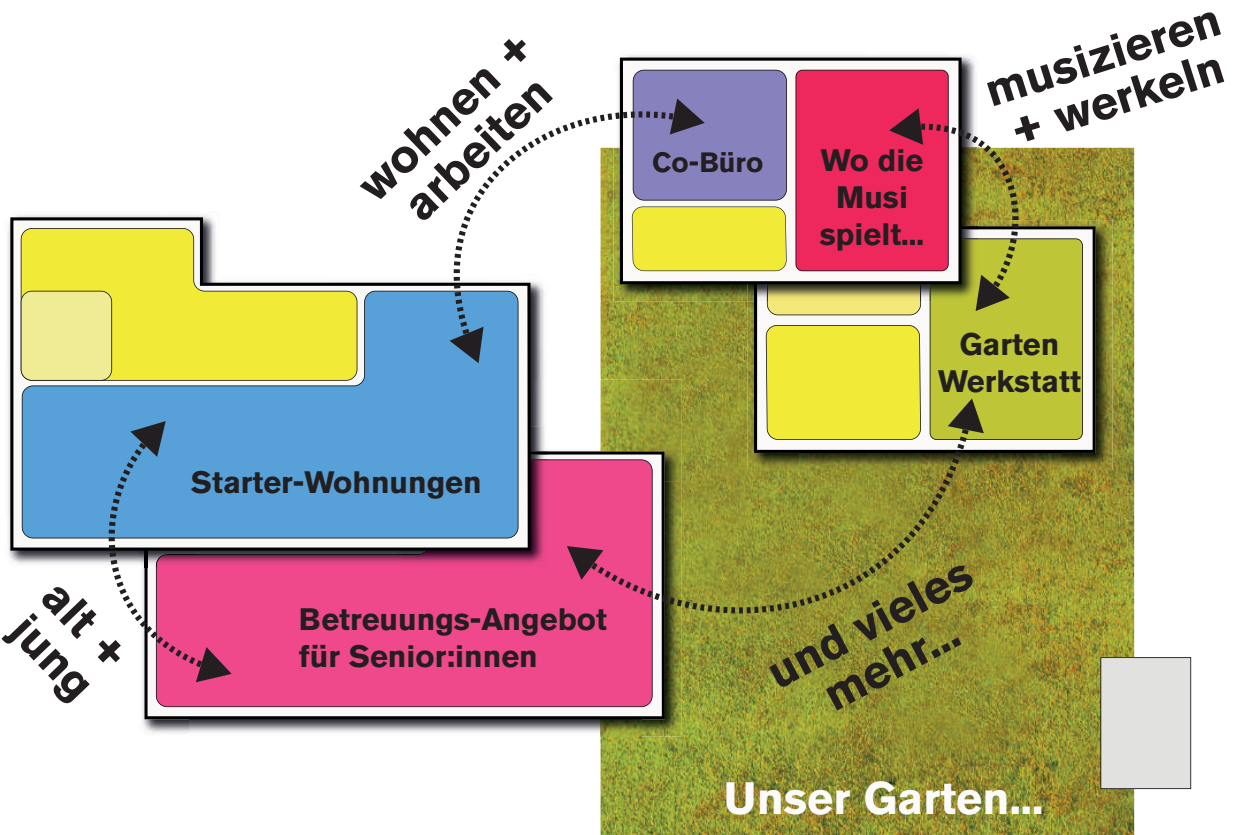 wohnen +
arbeiten
musizieren
+ werkeln
Co-Büro
Wo die
Musi
spielt...
Garten
Werkstatt
Starter-Wohnungen
alt +
jung
Betreuungs-Angebot
für Senior:innen
und vieles
mehr...
Unser Garten...